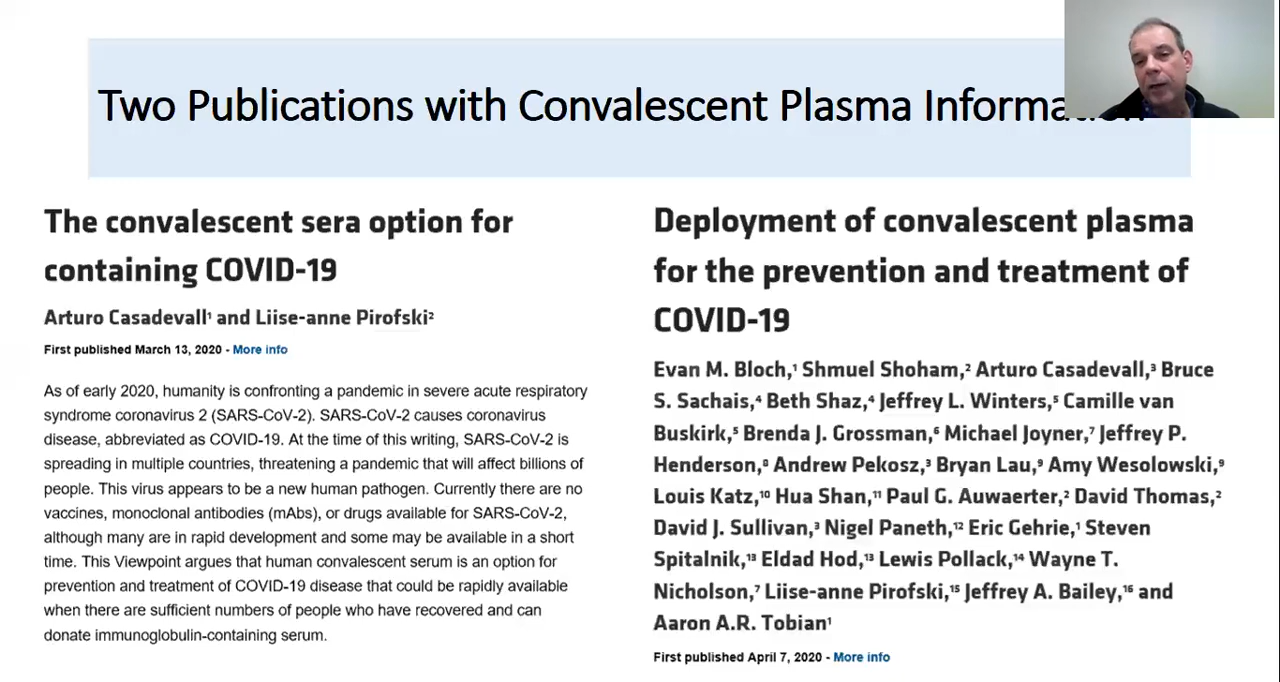 Two Publications with Convalescent Plasma Information
The convalescent sera option for
containing COVID-19
Arturo Casadevall¹ and Liise-anne Pirofski²
First published March 13, 2020 - More info
As of early 2020, humanity is confronting a pandemic in severe acute respiratory
syndrome coronavirus 2 (SARS-CoV-2). SARS-CoV-2 causes coronavirus
disease, abbreviated as COVID-19. At the time of this writing, SARS-CoV-2 is
spreading in multiple countries, threatening a pandemic that will affect billions of
people. This virus appears to be a new human pathogen. Currently there are no
vaccines, monoclonal antibodies (mAbs), or drugs available for SARS-CoV-2,
although many are in rapid development and some may be available in a short
time. This Viewpoint argues that human convalescent serum is an option for
prevention and treatment of COVID-19 disease that could be rapidly available
when there are sufficient numbers of people who have recovered and can
donate immunoglobulin-containing serum.
Deployment of convalescent plasma
for the prevention and treatment of
COVID-19
Evan M. Bloch,¹ Shmuel Shoham,² Arturo Casadevall,³ Bruce
S. Sachais,⁴ Beth Shaz,⁴ Jeffrey L. Winters,⁵ Camille van
Buskirk,⁵ Brenda J. Grossman,⁶ Michael Joyner,⁷ Jeffrey P.
Henderson,⁸ Andrew Pekosz,³ Bryan Lau,⁹ Amy Wesolowski,⁹
Louis Katz,¹⁰ Hua Shan,¹¹ Paul G. Auwaerter,² David Thomas,²
David J. Sullivan,³ Nigel Paneth,¹² Eric Gehrie,¹ Steven
Spitalnik,¹³ Eldad Hod,¹³ Lewis Pollack,¹⁴ Wayne T.
Nicholson,⁷ Liise-anne Pirofski,¹⁵ Jeffrey A. Bailey,¹⁶ and
Aaron A.R. Tobian¹
First published April 7, 2020 - More info